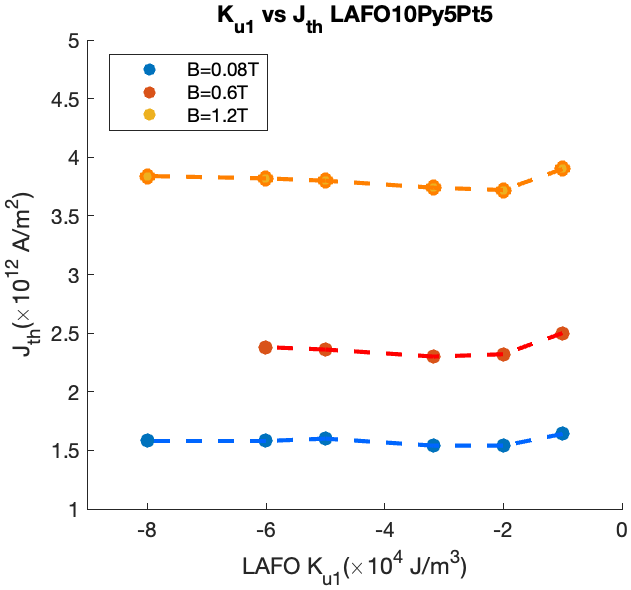 K_u1 vs J_th LAFO10Py5Pt5
B=0.08T
B=0.6T
B=1.2T
J_th(×10^12 A/m^2)
5
4.5
4
3.5
3
2.5
2
1.5
1
-8 -6 -4 -2 0
LAFO K_u1(×10^4 J/m^3)